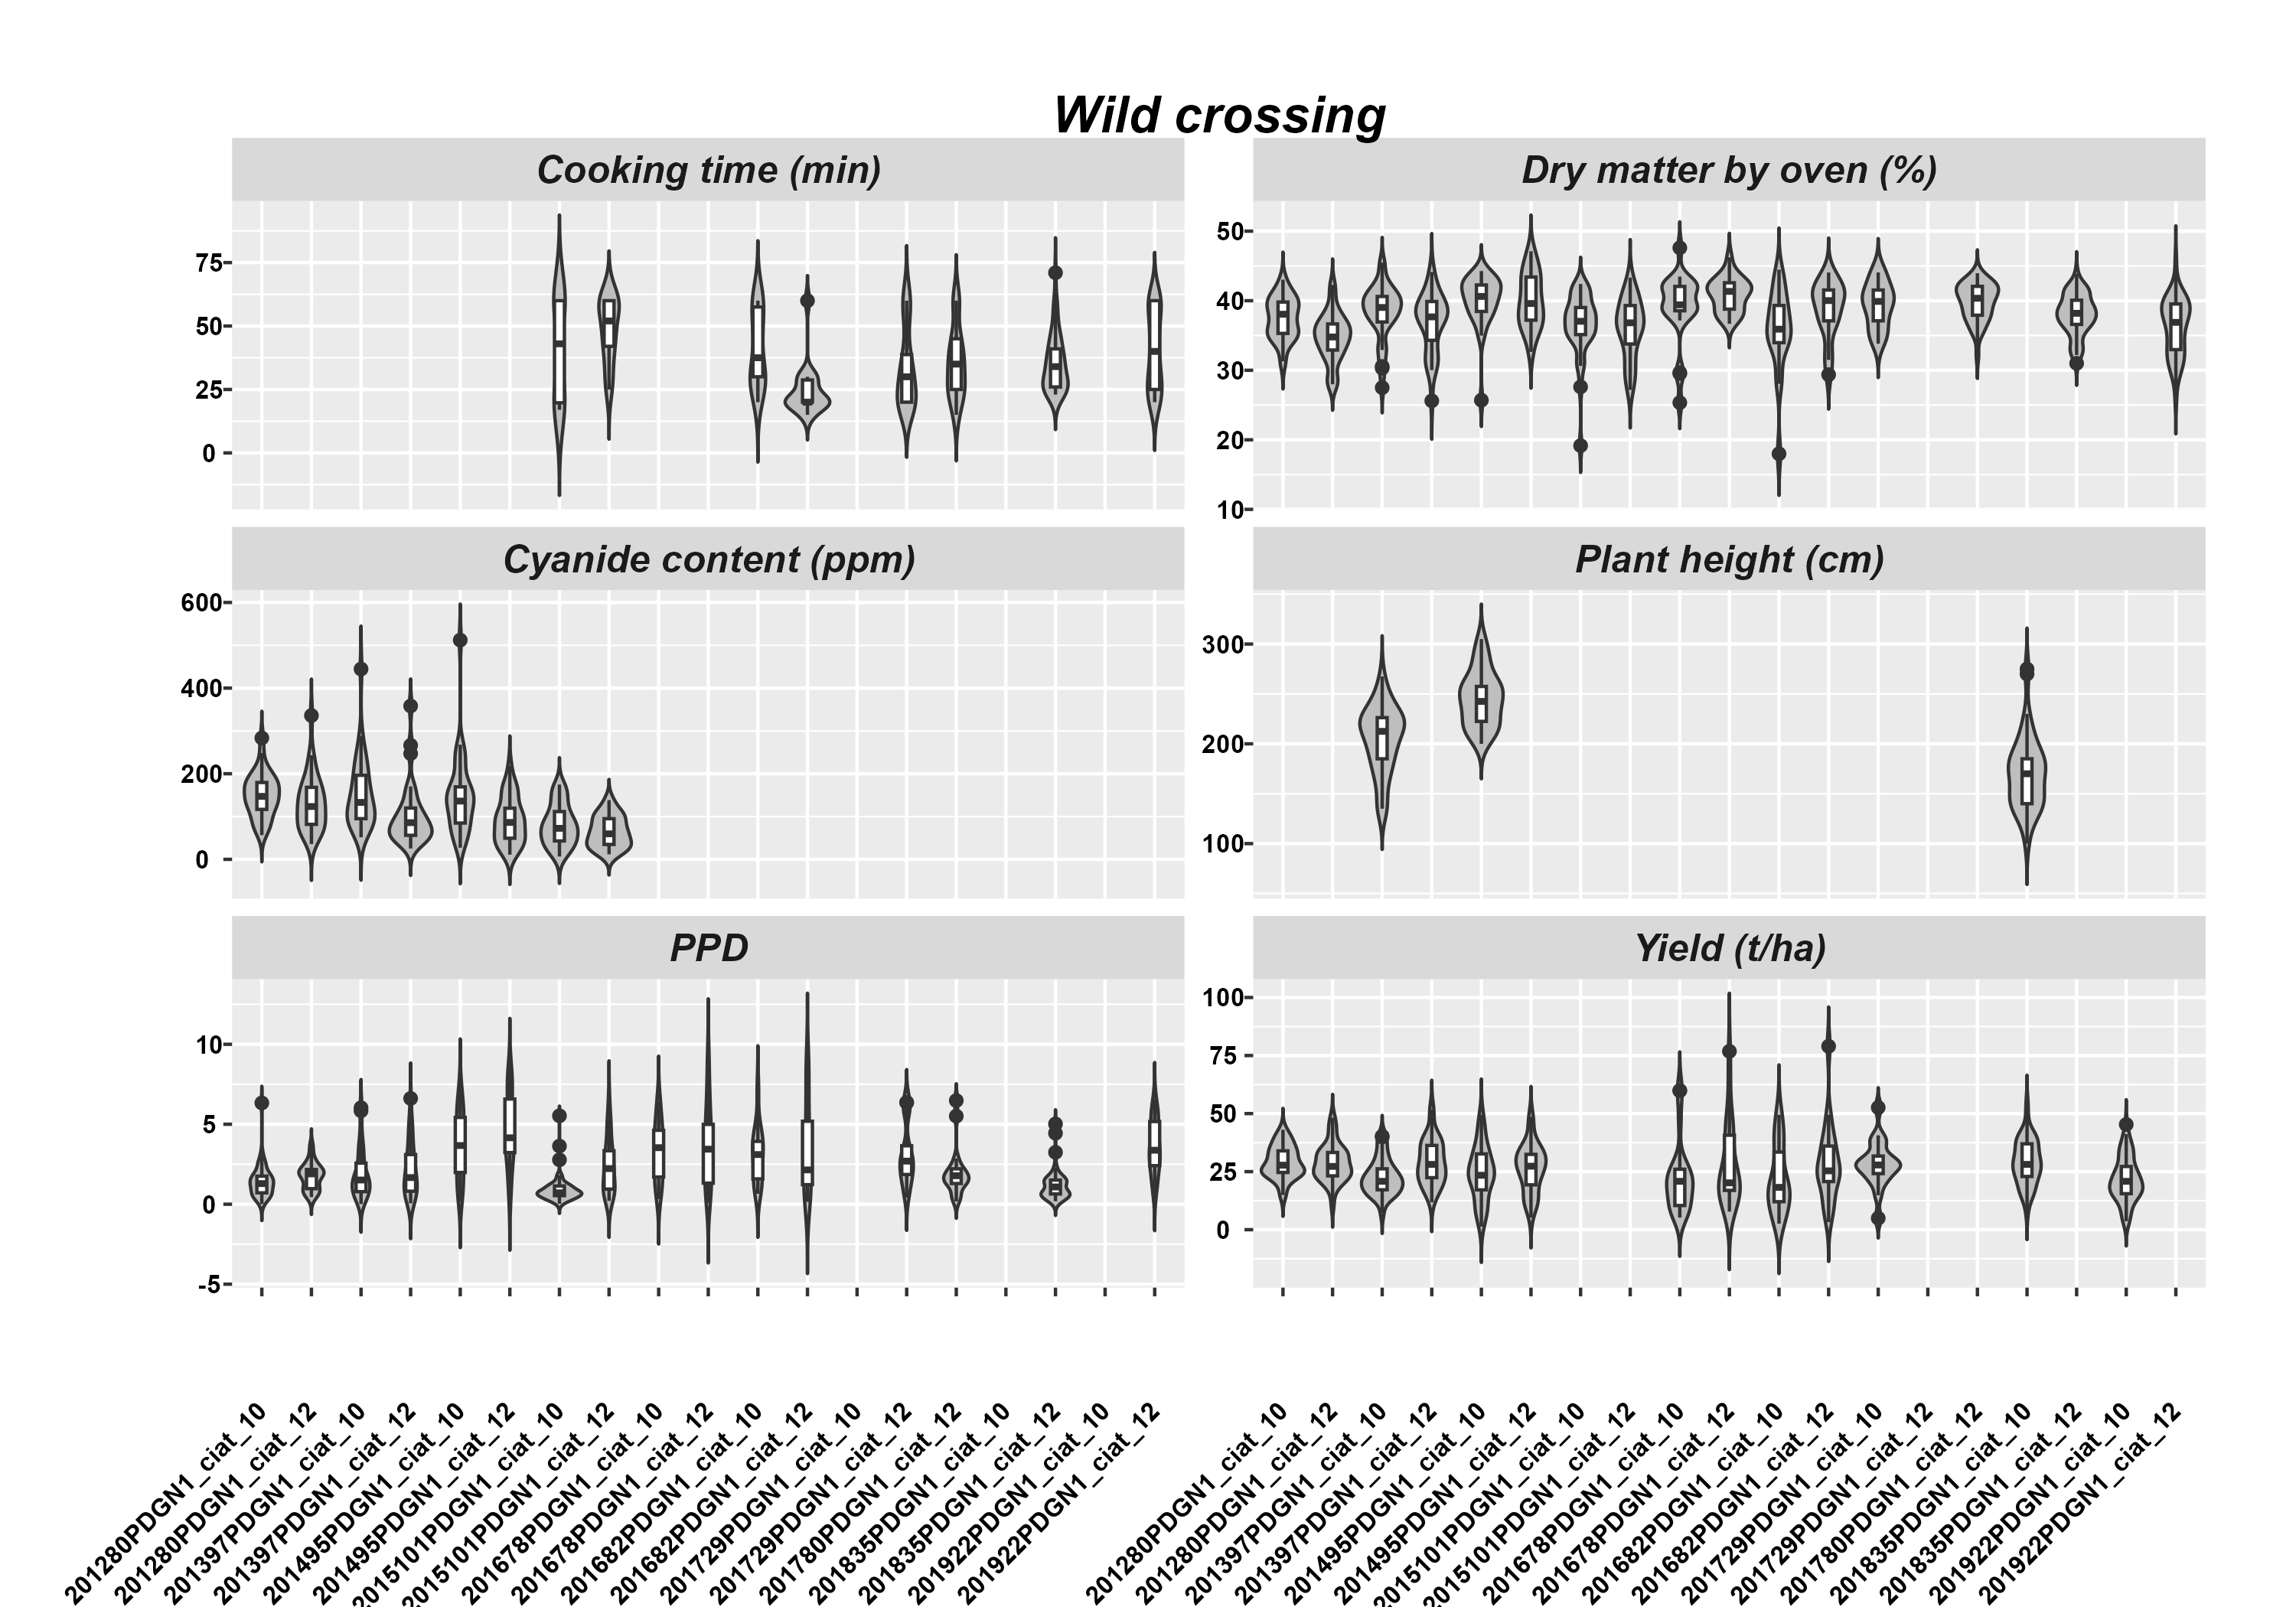 Wild crossing
Cooking time (min)
Dry matter by oven (%)
75
50
25
0
50
40
30
20
10
Cyanide content (ppm)
Plant height (cm)
600
400
200
0
300
200
100
PPD
Yield (t/ha)
10
5
0
-5
100
75
50
25
0
201280PDGN1_ciat_10
201280PDGN1_ciat_12
201397PDGN1_ciat_10
201397PDGN1_ciat_12
201495PDGN1_ciat_10
201495PDGN1_ciat_12
2015101PDGN1_ciat_10
2015101PDGN1_ciat_12
201678PDGN1_ciat_10
201678PDGN1_ciat_12
201682PDGN1_ciat_10
201682PDGN1_ciat_12
201729PDGN1_ciat_10
201729PDGN1_ciat_12
201780PDGN1_ciat_12
201835PDGN1_ciat_10
201835PDGN1_ciat_12
201922PDGN1_ciat_10
201922PDGN1_ciat_12
201280PDGN1_ciat_10
201280PDGN1_ciat_12
201397PDGN1_ciat_10
201397PDGN1_ciat_12
201495PDGN1_ciat_10
201495PDGN1_ciat_12
2015101PDGN1_ciat_10
2015101PDGN1_ciat_12
201678PDGN1_ciat_10
201678PDGN1_ciat_12
201682PDGN1_ciat_10
201682PDGN1_ciat_12
201729PDGN1_ciat_10
201729PDGN1_ciat_12
201780PDGN1_ciat_12
201835PDGN1_ciat_10
201835PDGN1_ciat_12
201922PDGN1_ciat_10
201922PDGN1_ciat_12